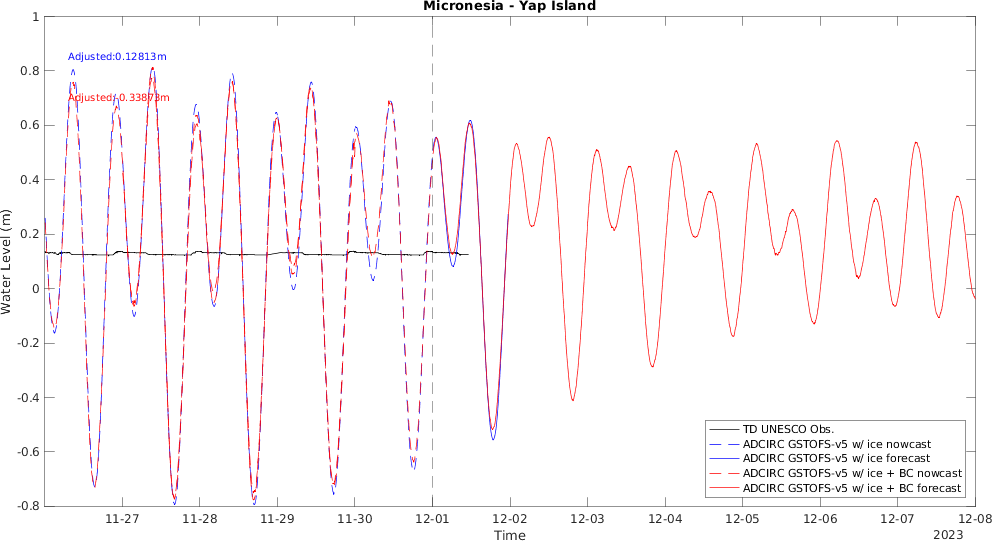 Micronesia - Yap Island
Adjusted:0.12813m
Adjusted:-0.33873m
Water Level (m)
1
0.8
0.6
0.4
0.2
0
-0.2
-0.4
-0.6
-0.8
TD UNESCO Obs.
ADCIRC GSTOFS-v5 w/ ice nowcast
ADCIRC GSTOFS-v5 w/ ice forecast
ADCIRC GSTOFS-v5 w/ ice + BC nowcast
ADCIRC GSTOFS-v5 w/ ice + BC forecast
11-27 11-28 11-29 11-30 12-01 12-02 12-03 12-04 12-05 12-06 12-07 12-08
Time
2023